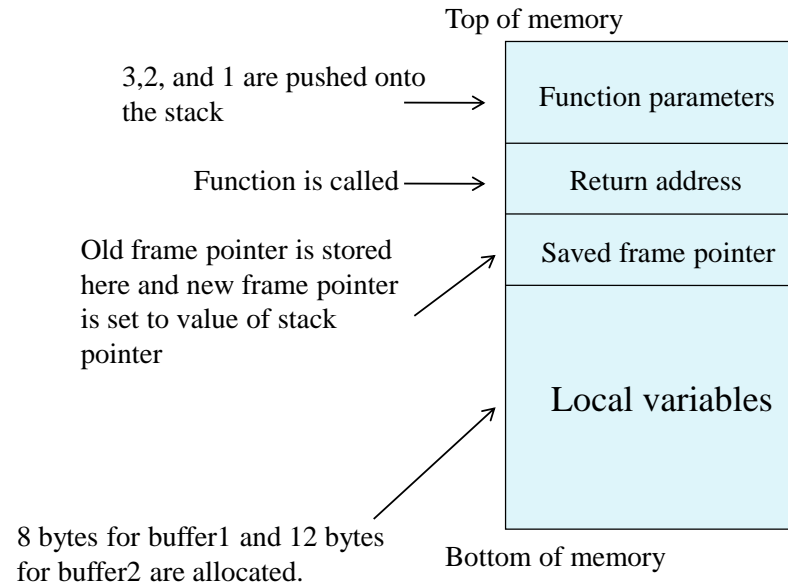 Top of memory
3,2, and 1 are pushed onto
the stack
Function parameters
Function is called
Return address
Old frame pointer is stored
here and new frame pointer
is set to value of stack
pointer
Saved frame pointer
Local variables
8 bytes for buffer1 and 12 bytes
for buffer2 are allocated.
Bottom of memory